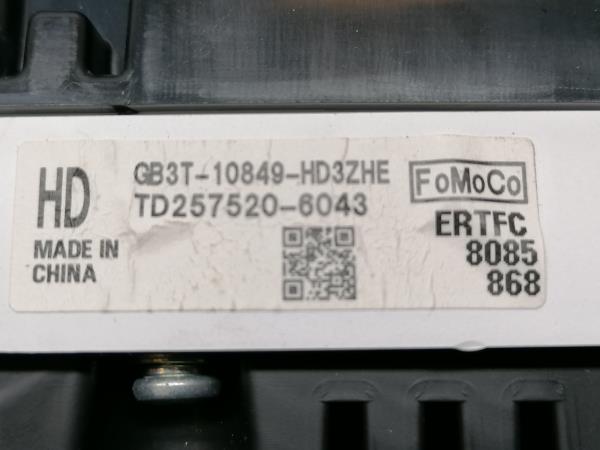 HD
GB3T-10849-HD3ZHE
FoMoCo
TD257520-6043
ERTFC
MADE IN
CHINA
8085
868